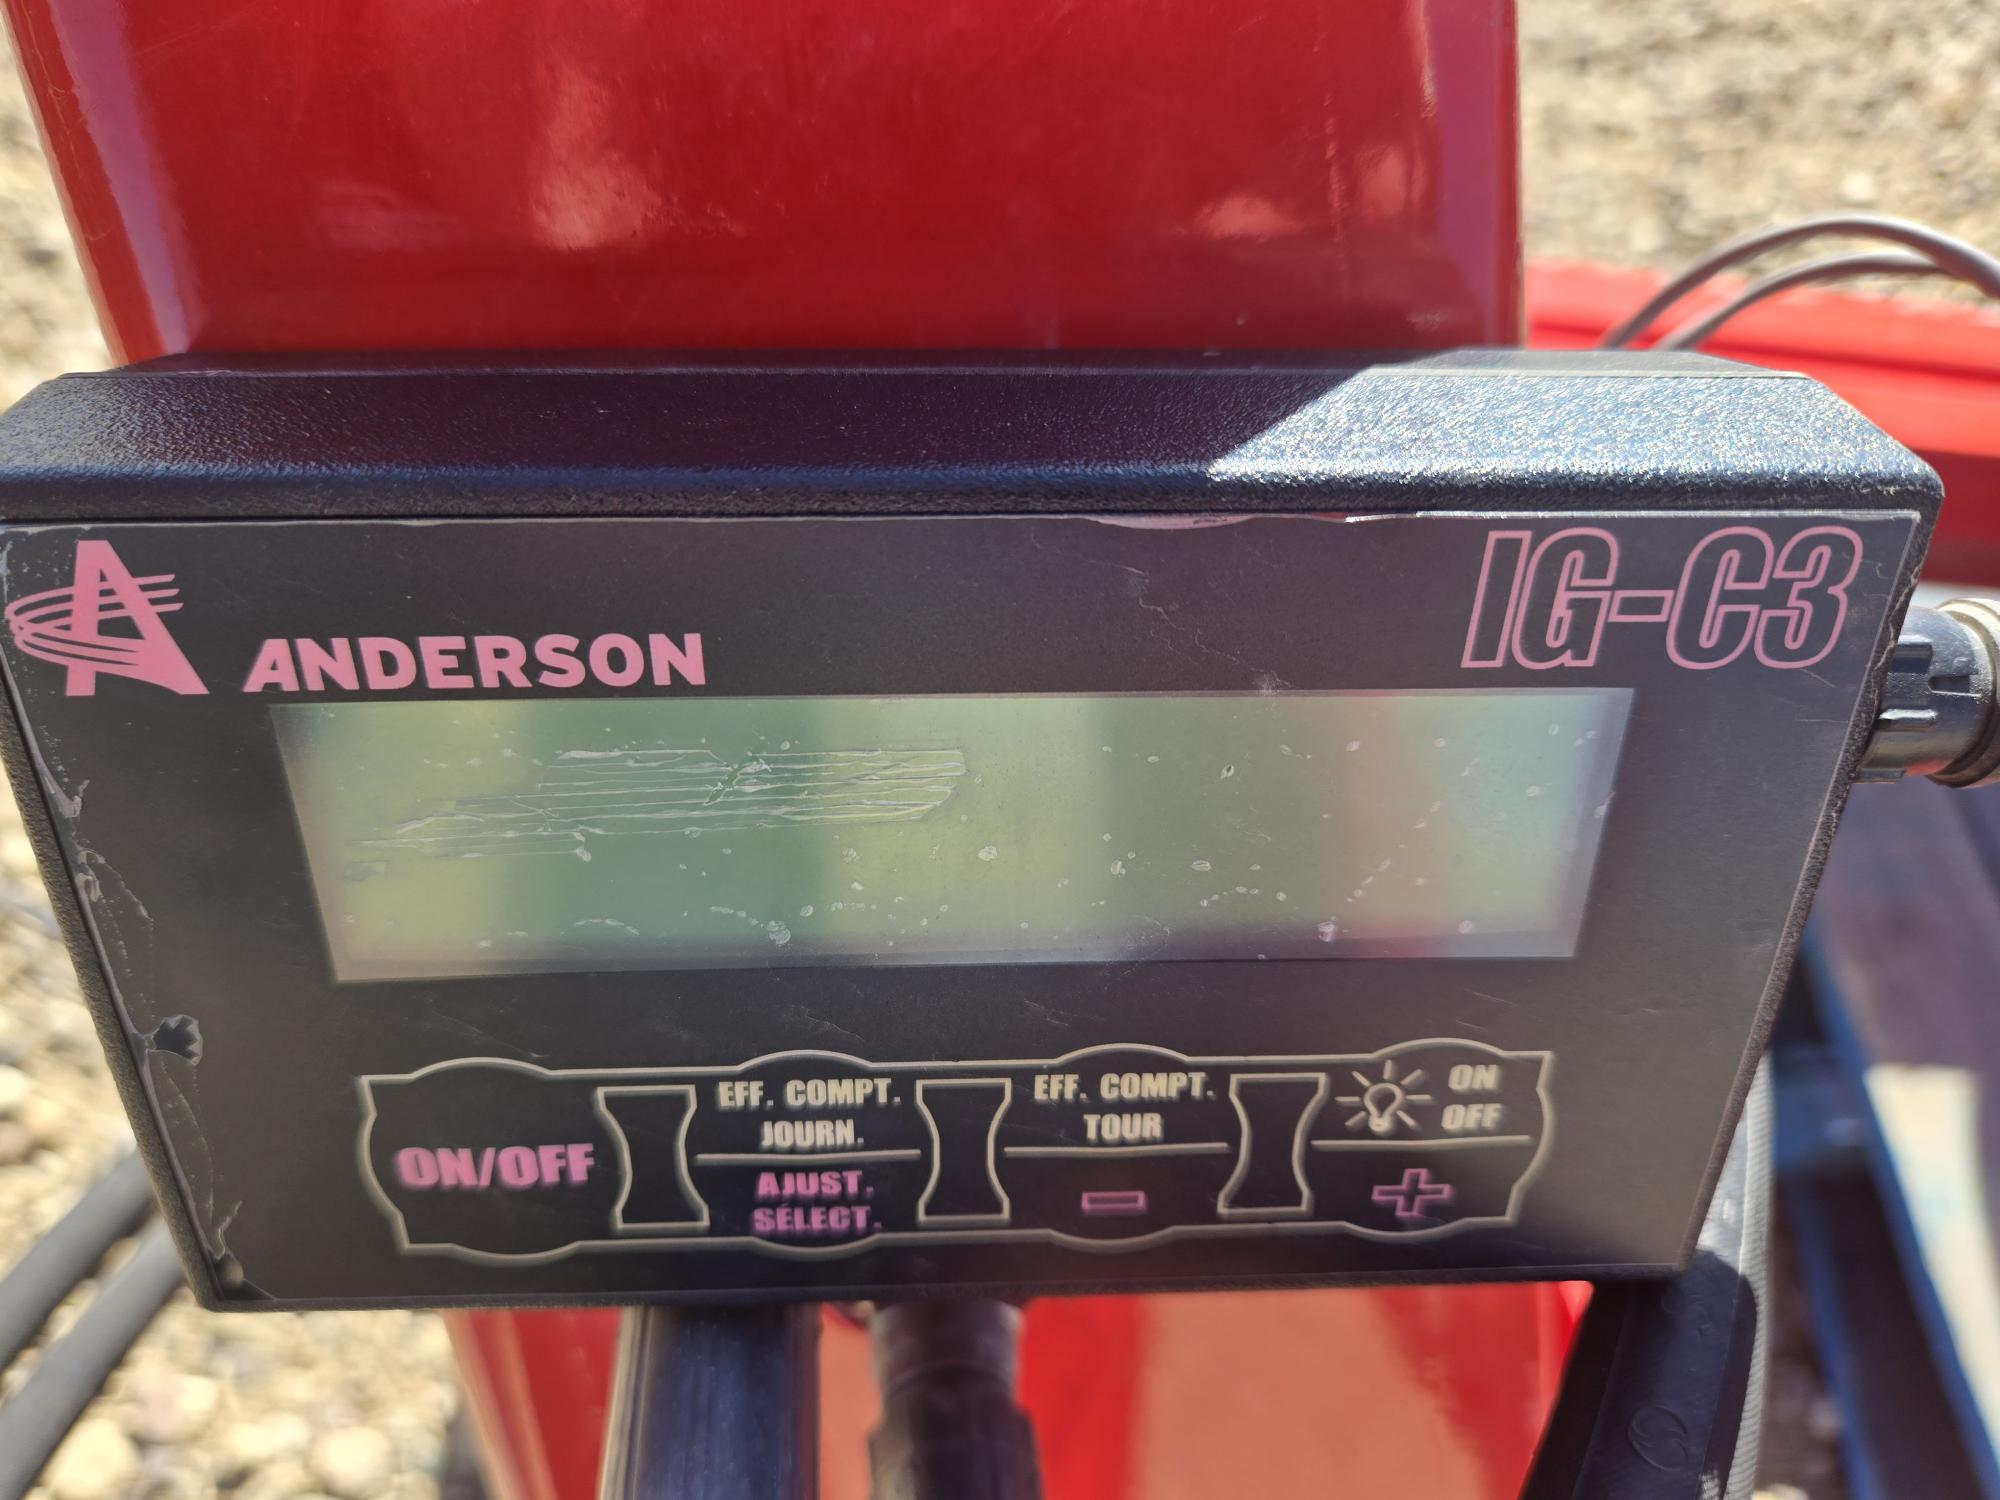 ANDERSON
IG-C3
ON/OFF
EFF. COMPT.
JOURN.
AJUST.
SÉLECT.
EFF. COMPT.
TOUR
-
ON
OFF
+